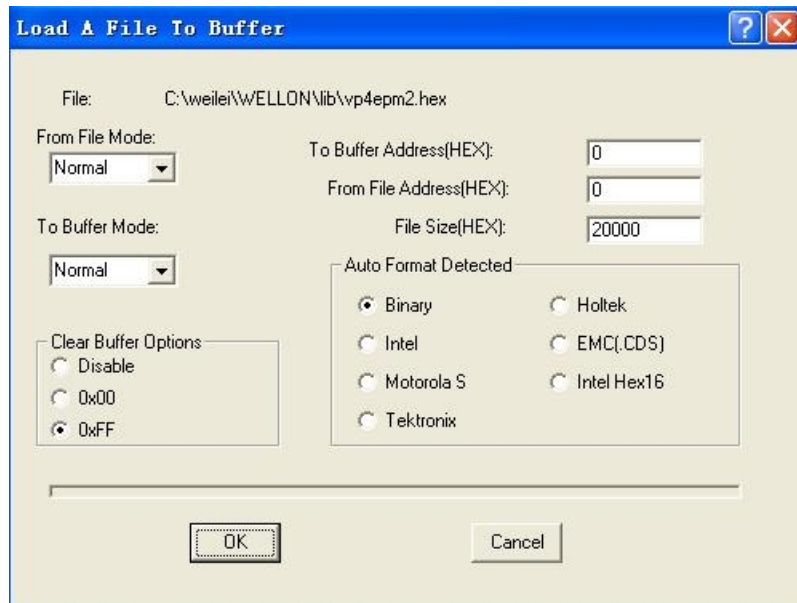 Load A File To Buffer
File: C:\weilei\WELLON\lib\vp4epm2.hex
From File Mode:
Normal
To Buffer Mode:
Normal
To Buffer Address(HEX): 0
From File Address(HEX): 0
File Size(HEX): 20000
Clear Buffer Options
Disable
0x00
0xFF
Auto Format Detected
Binary
Intel
Motorola S
Tektronix
Holtek
EMC(.CDS)
Intel Hex16
OK
Cancel